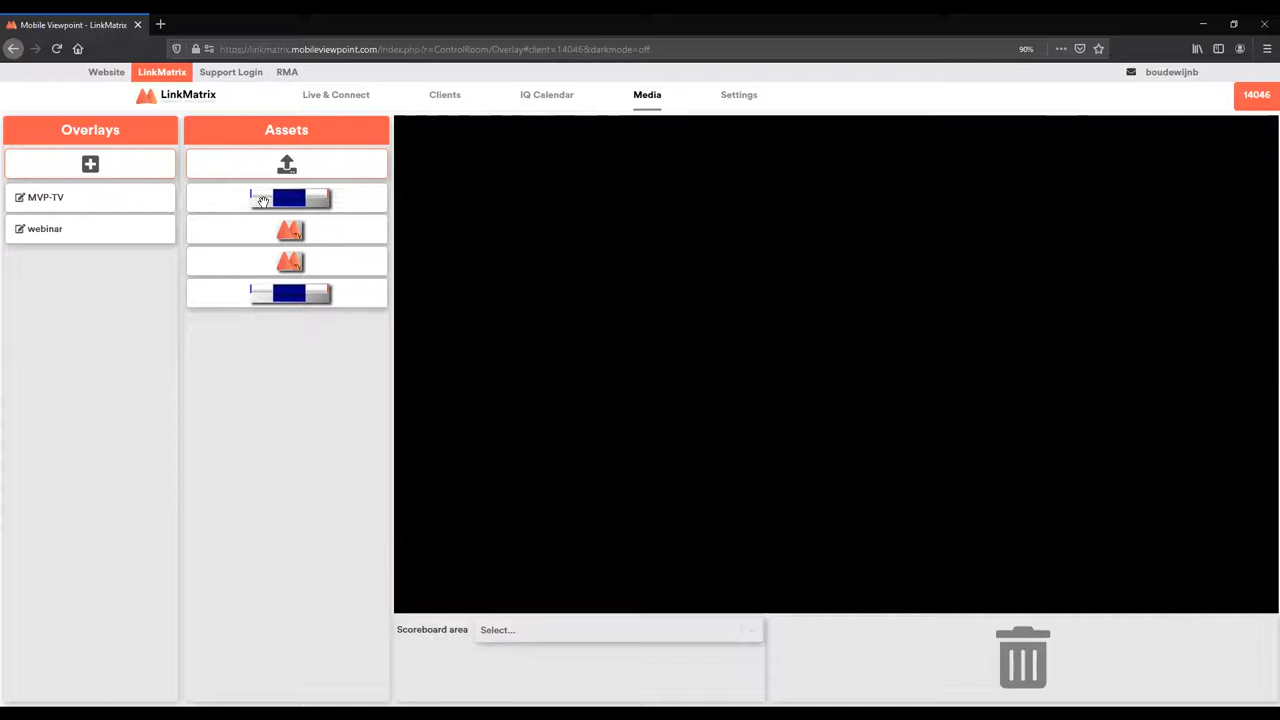 Mobile Viewpoint - LinkMatrix
https://linkmatrix.mobileviewpoint.com/index.php?r=ControlRoom/Overlay#client=14046&darkmode=off
90%
Website LinkMatrix Support Login RMA
boudewijnb
LinkMatrix
Live & Connect Clients IQ Calendar Media Settings
14046
Overlays
Assets
MVP-TV
webinar
Scoreboard area Select...